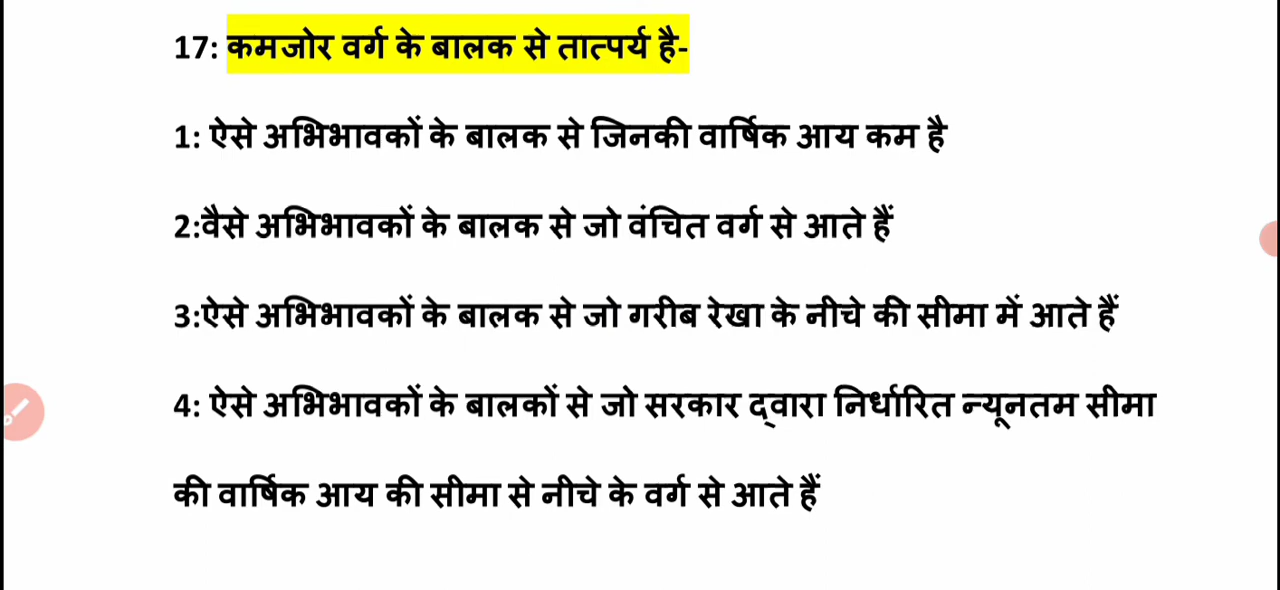 17: कमजोर वर्ग के बालक से तात्पर्य है-
1: ऐसे अभिभावकों के बालक से जिनकी वार्षिक आय कम है
2:वैसे अभिभावकों के बालक से जो वंचित वर्ग से आते हैं
3:ऐसे अभिभावकों के बालक से जो गरीब रेखा के नीचे की सीमा में आते हैं
4: ऐसे अभिभावकों के बालकों से जो सरकार द्वारा निर्धारित न्यूनतम सीमा
की वार्षिक आय की सीमा से नीचे के वर्ग से आते हैं